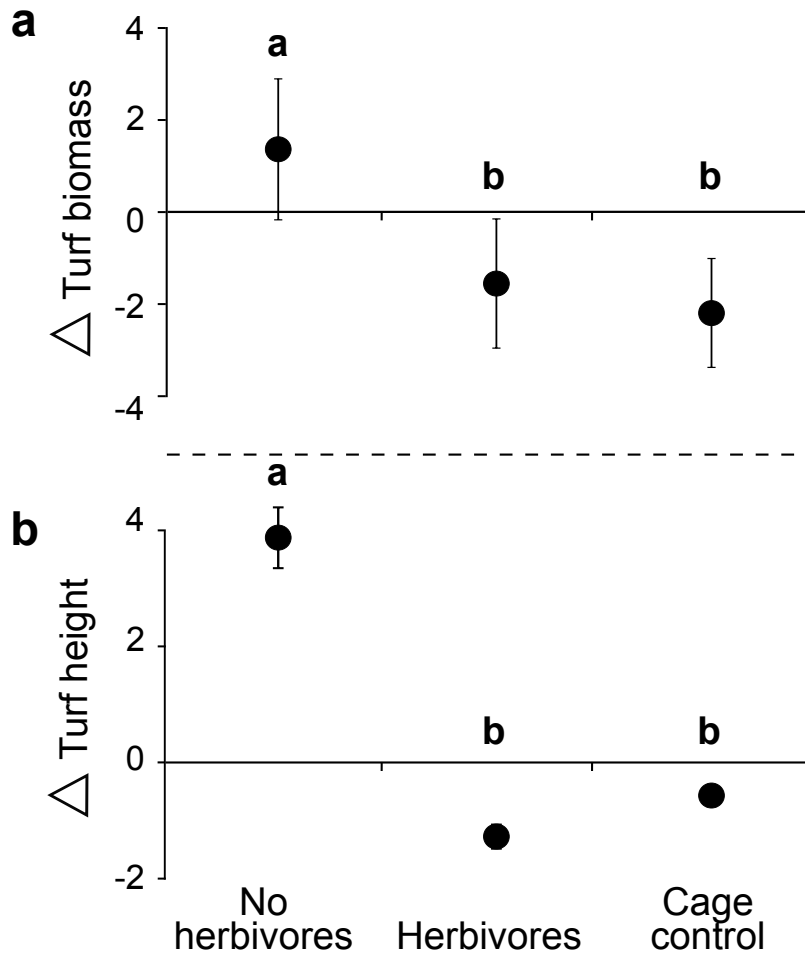 a
4
2
0
-2
-4
△ Turf biomass
a
b
b
b
4
2
0
-2
△ Turf height
a
b
b
No
herbivores
Herbivores
Cage
control